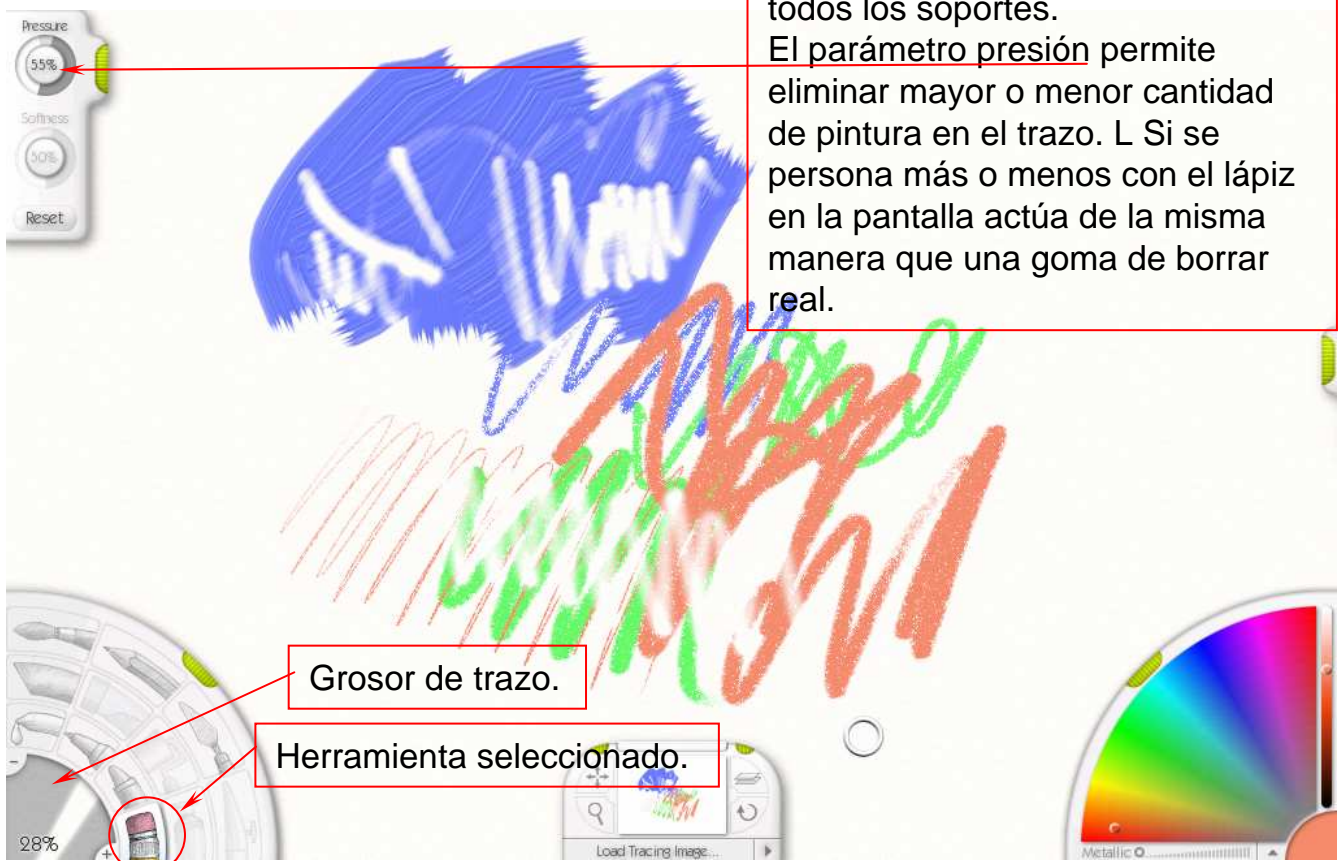 todos los soportes.
El parámetro presión permite
eliminar mayor o menor cantidad
de pintura en el trazo. L Si se
persona más o menos con el lápiz
en la pantalla actúa de la misma
manera que una goma de borrar
real.
Pressure
55%
Softness
50%
Reset
Grosor de trazo.
Herramienta seleccionado.
28%
Load Tracing Image...
Metallic